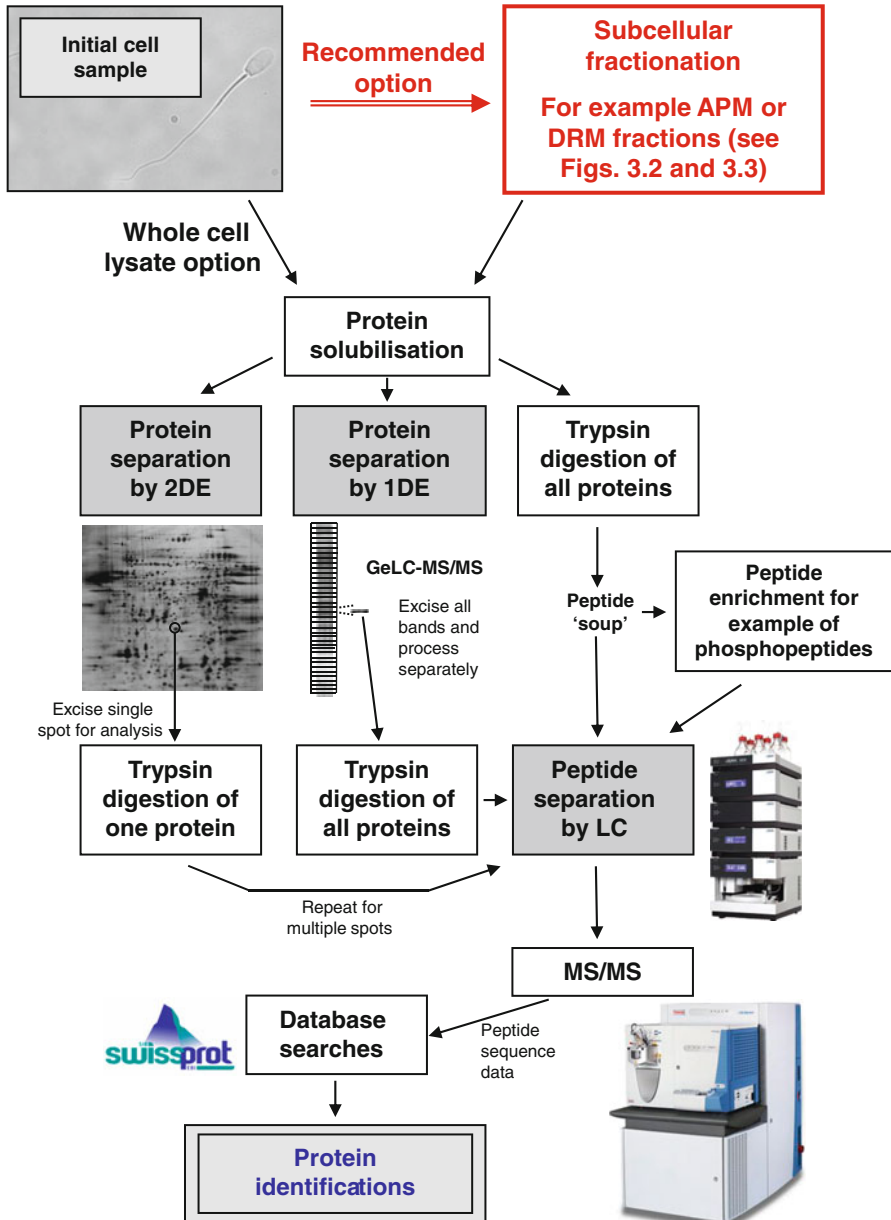 Initial cell
sample
Recommended
option
Subcellular
fractionation
For example APM or
DRM fractions (see
Figs. 3.2 and 3.3)
Whole cell
lysate option
Protein
solubilisation
Protein
separation
by 2DE
Protein
separation
by 1DE
Trypsin
digestion of
all proteins
GeLC-MS/MS
Excise all
bands and
process
separately
Peptide
‘soup’
Peptide
enrichment for
example of
phosphopeptides
Excise single
spot for analysis
Trypsin
digestion of
one protein
Trypsin
digestion of
all proteins
Peptide
separation
by LC
Repeat for
multiple spots
MS/MS
swissprot
Database
searches
Peptide
sequence
data
Protein
identifications